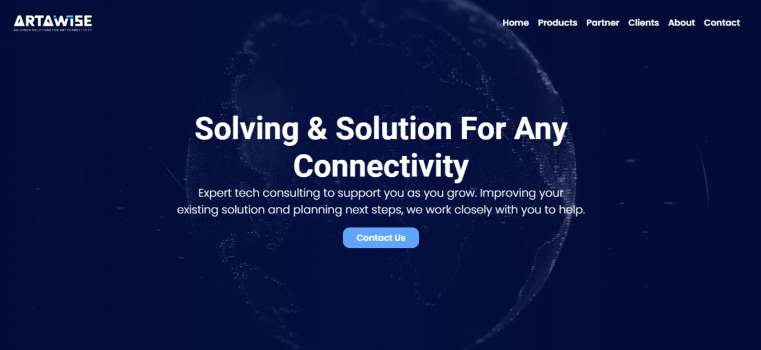 ARTAWISE
SOLVING & SOLUTIONS FOR ANY CONNECTIVITY
Home Products Partner Clients About Contact
Solving & Solution For Any
Connectivity
Expert tech consulting to support you as you grow. Improving your
existing solution and planning next steps, we work closely with you to help.
Contact Us